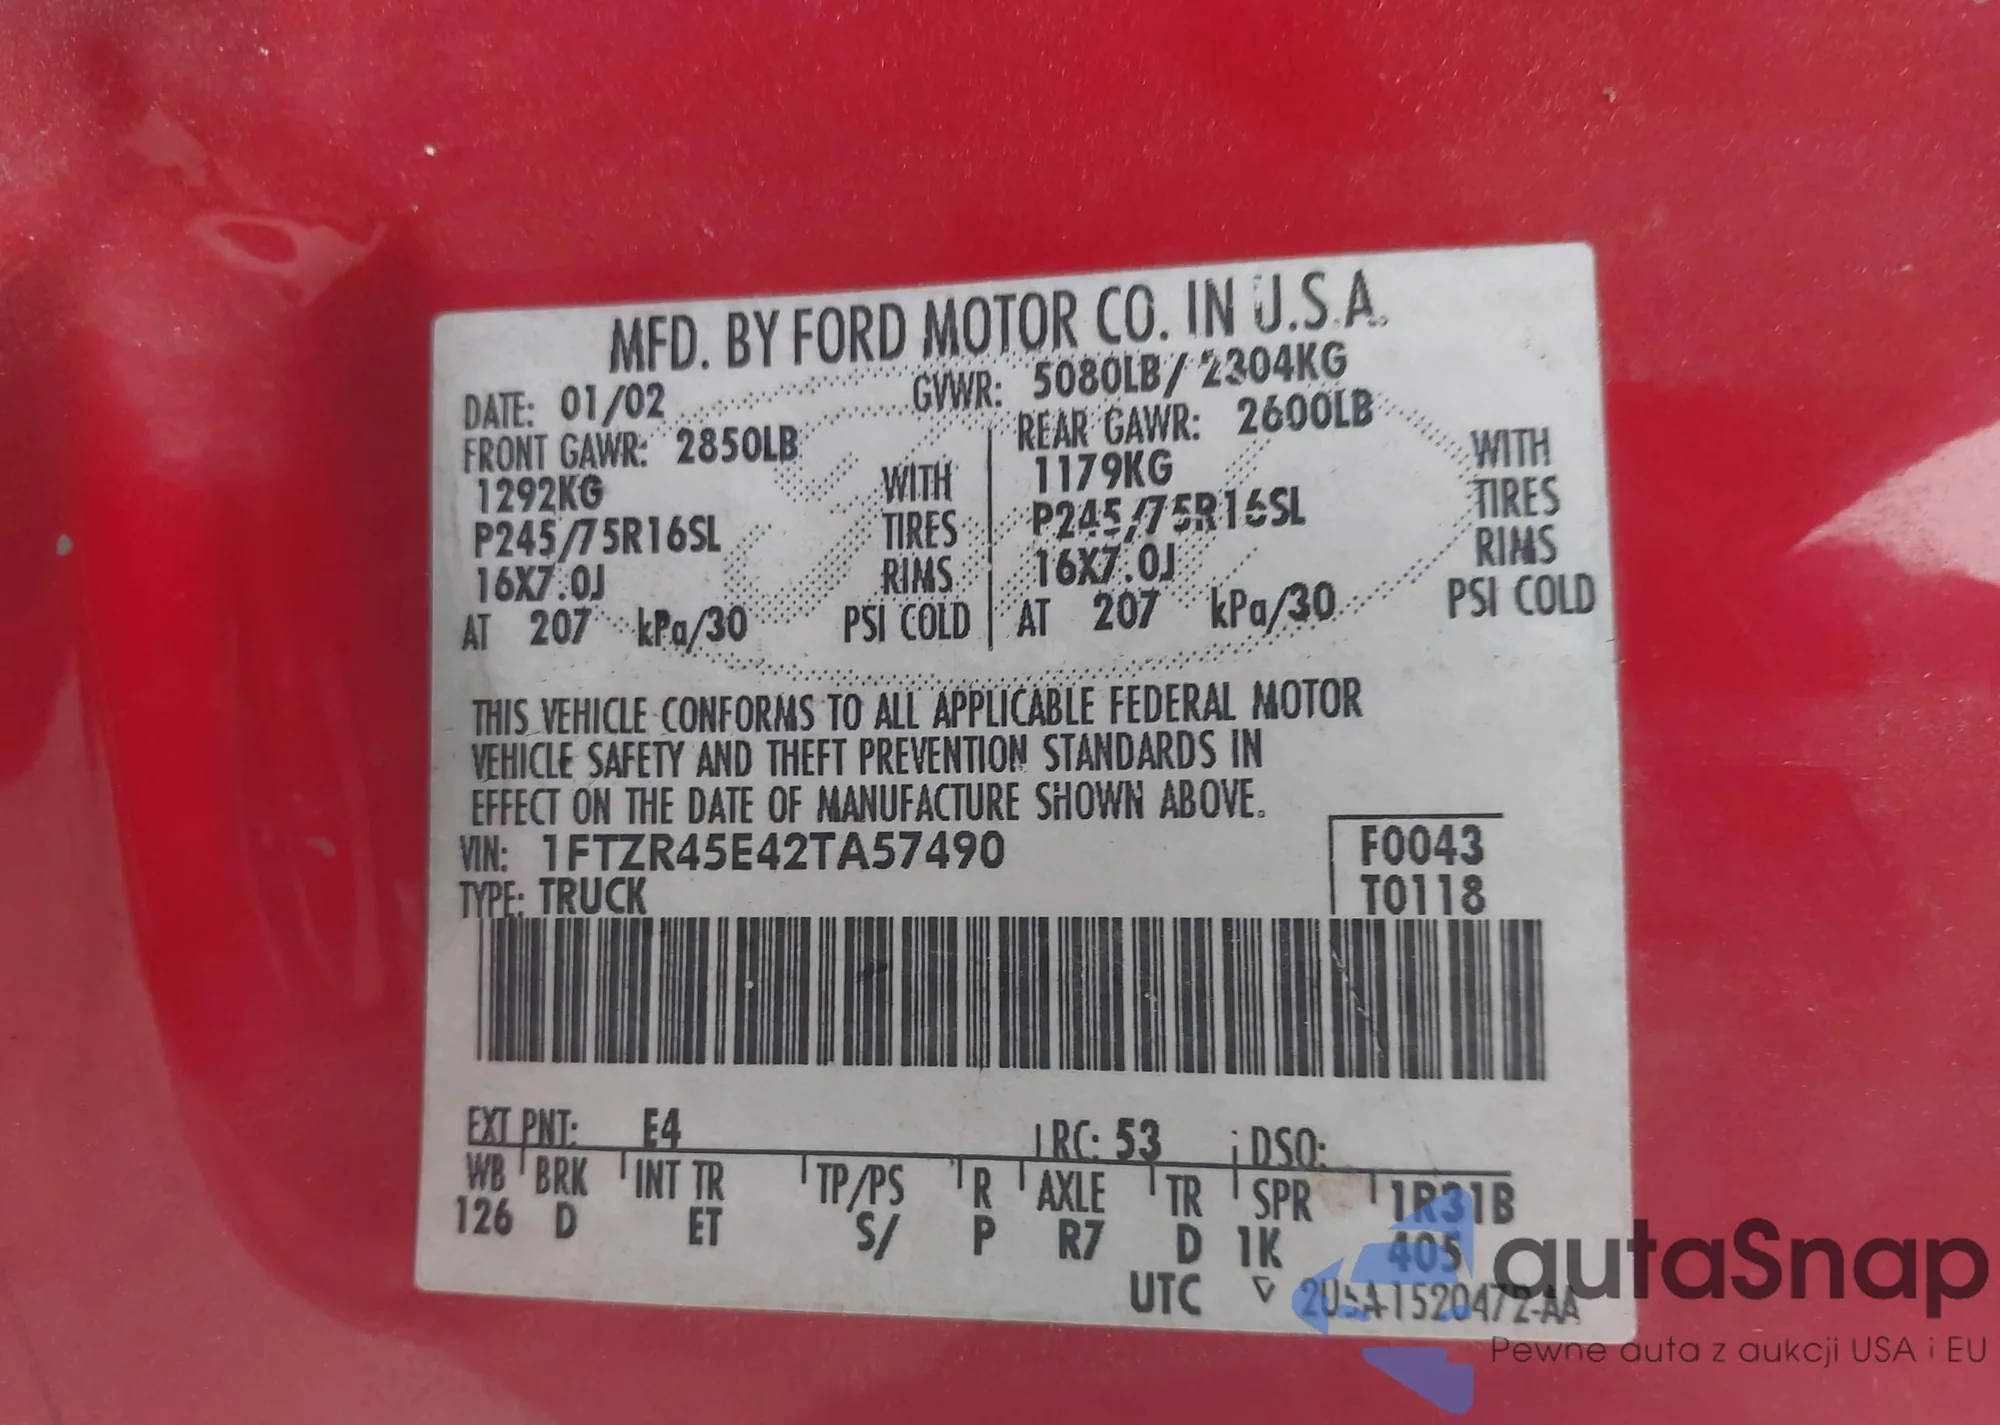 MFD. BY FORD MOTOR CO. IN U.S.A.
DATE: 01/02 GVWR: 5080LB/ 2304KG
FRONT GAWR: 2850LB REAR GAWR: 2600LB
1292KG WITH 1179KG WITH
P245/75R16SL TIRES P245/75R16SL TIRES
16X7.0J RIMS 16X7.0J RIMS
AT 207 kPa/30 PSI COLD AT 207 kPa/30 PSI COLD
THIS VEHICLE CONFORMS TO ALL APPLICABLE FEDERAL MOTOR
VEHICLE SAFETY AND THEFT PREVENTION STANDARDS IN
EFFECT ON THE DATE OF MANUFACTURE SHOWN ABOVE.
VIN: 1FTZR45E42TA57490 F0043
TYPE: TRUCK T0118
EXT PNT: E4 RC: 53 DSO:
WB BRK INT TR TP/PS R AXLE TR SPR 1R31B
126 D ET S/ P R7 D 1K 405
UTC 2U5A-1520472-AA
autaSnap
Pewne auta z aukcji USA i EU